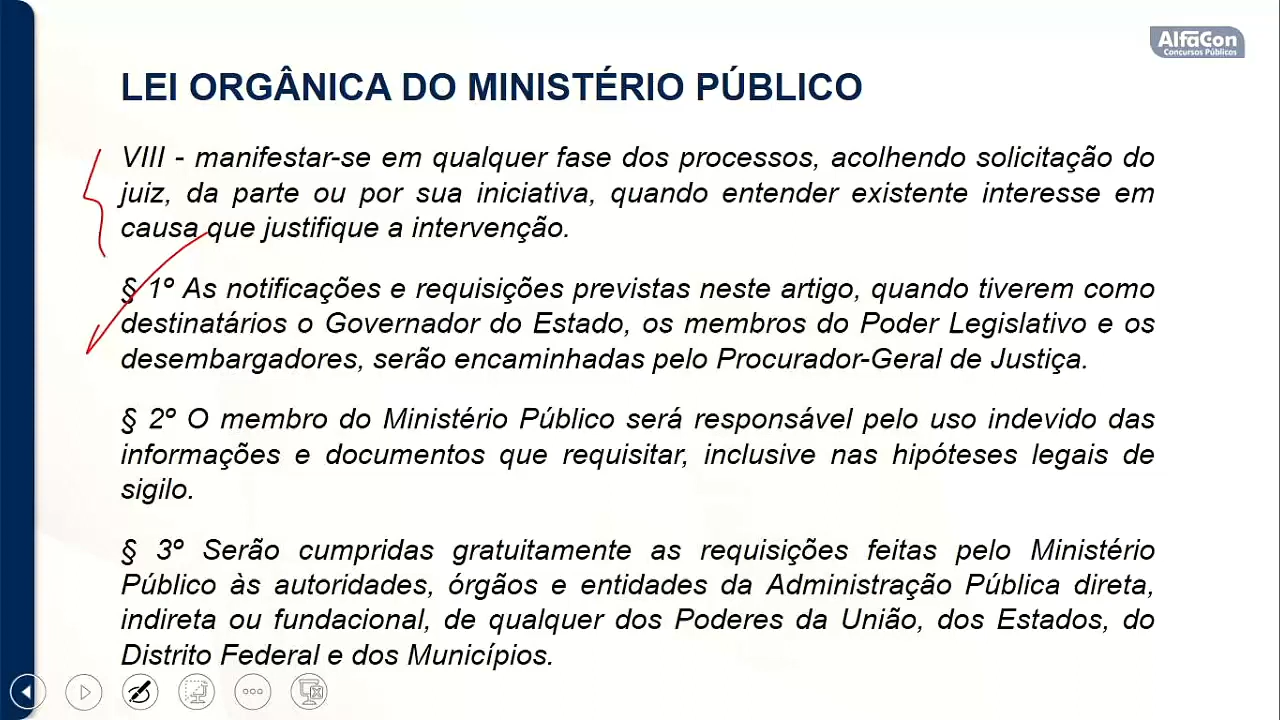 AlfaCon
Concursos Públicos
LEI ORGÂNICA DO MINISTÉRIO PÚBLICO
VIII - manifestar-se em qualquer fase dos processos, acolhendo solicitação do
juiz, da parte ou por sua iniciativa, quando entender existente interesse em
causa que justifique a intervenção.
§ 1º As notificações e requisições previstas neste artigo, quando tiverem como
destinatários o Governador do Estado, os membros do Poder Legislativo e os
desembargadores, serão encaminhadas pelo Procurador-Geral de Justiça.
§ 2º O membro do Ministério Público será responsável pelo uso indevido das
informações e documentos que requisitar, inclusive nas hipóteses legais de
sigilo.
§ 3º Serão cumpridas gratuitamente as requisições feitas pelo Ministério
Público às autoridades, órgãos e entidades da Administração Pública direta,
indireta ou fundacional, de qualquer dos Poderes da União, dos Estados, do
Distrito Federal e dos Municípios.